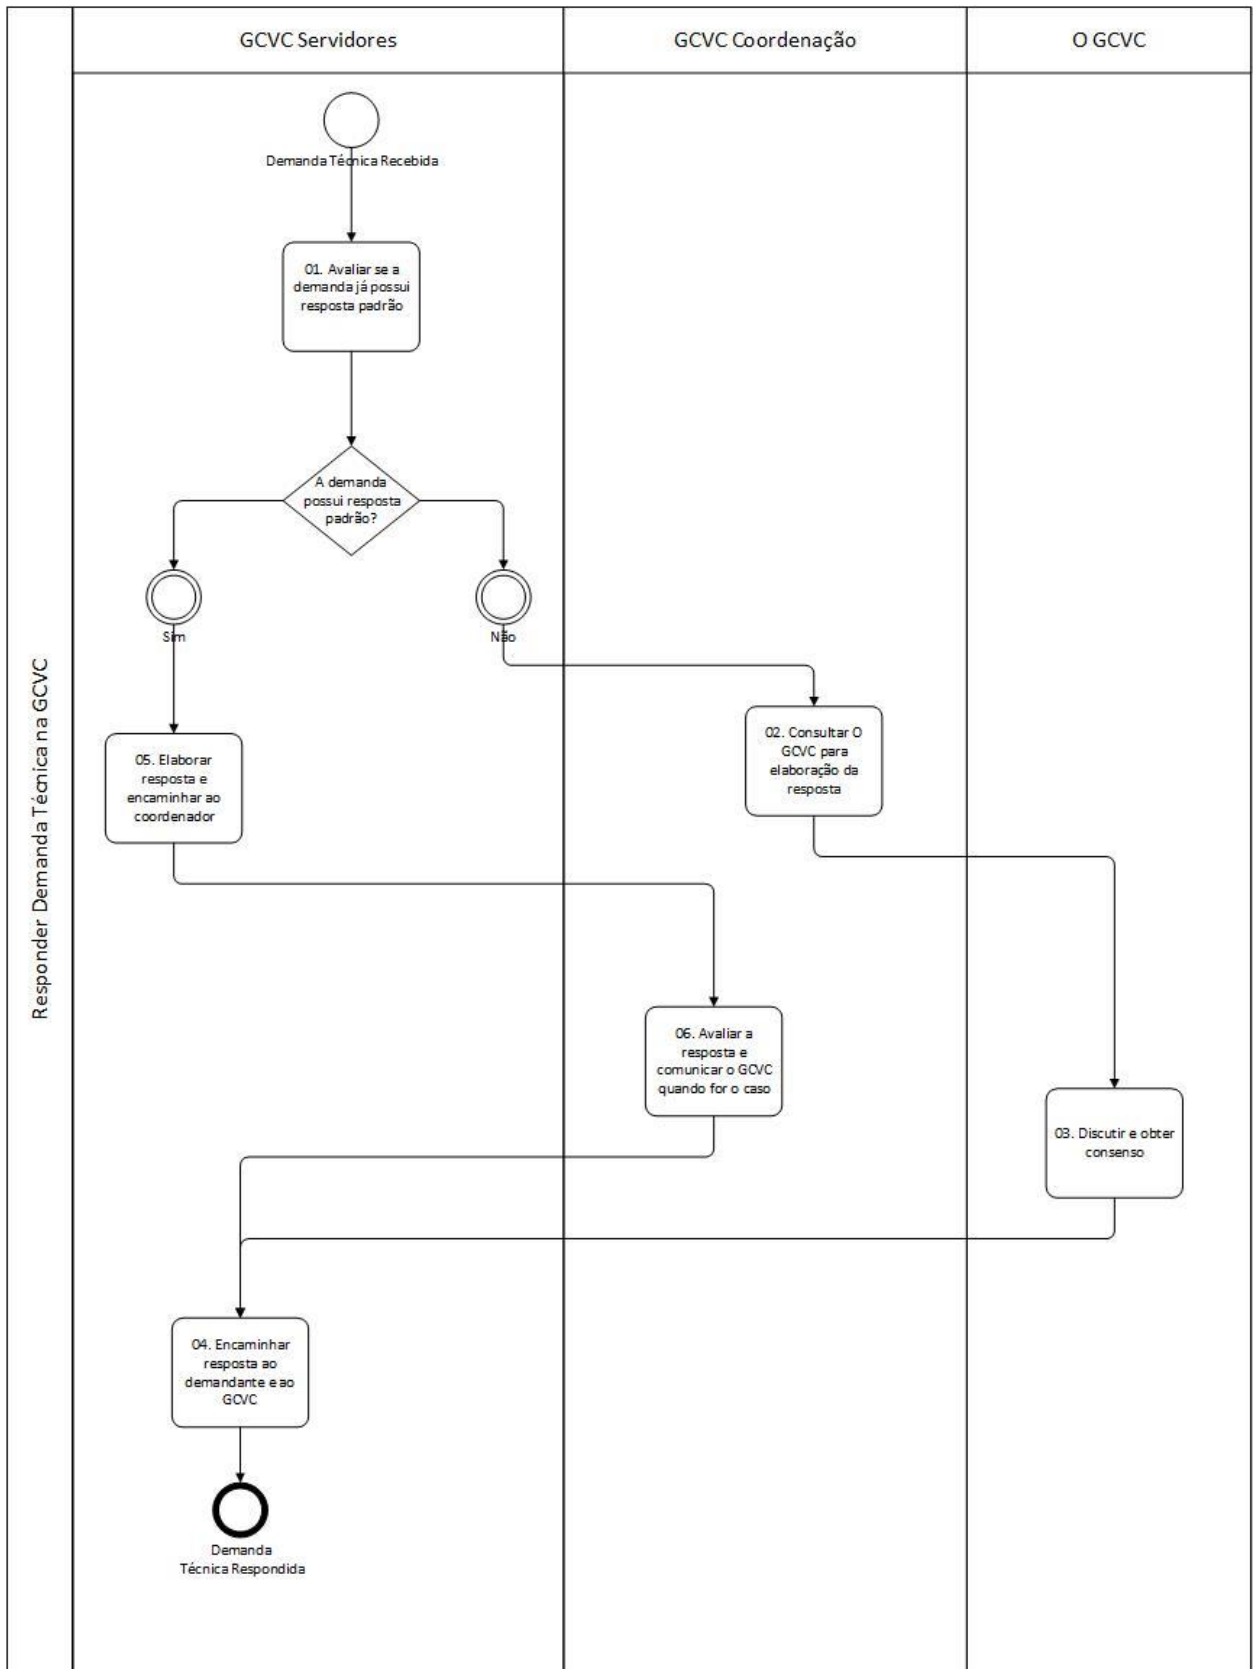 GCVC Servidores
GCVC Coordenação
O GCVC
Responder Demanda Técnica na GCVC
Demanda Técnica Recebida
01. Avaliar se a
demanda já possui
resposta padrão
A demanda
possui resposta
padrão?
Sim
Não
02. Consultar O
GCVC para
elaboração da
resposta
05. Elaborar
resposta e
encaminhar ao
coordenador
06. Avaliar a
resposta e
comunicar o GCVC
quando for o caso
03. Discutir e obter
consenso
04. Encaminhar
resposta ao
demandante e ao
GCVC
Demanda
Técnica Respondida